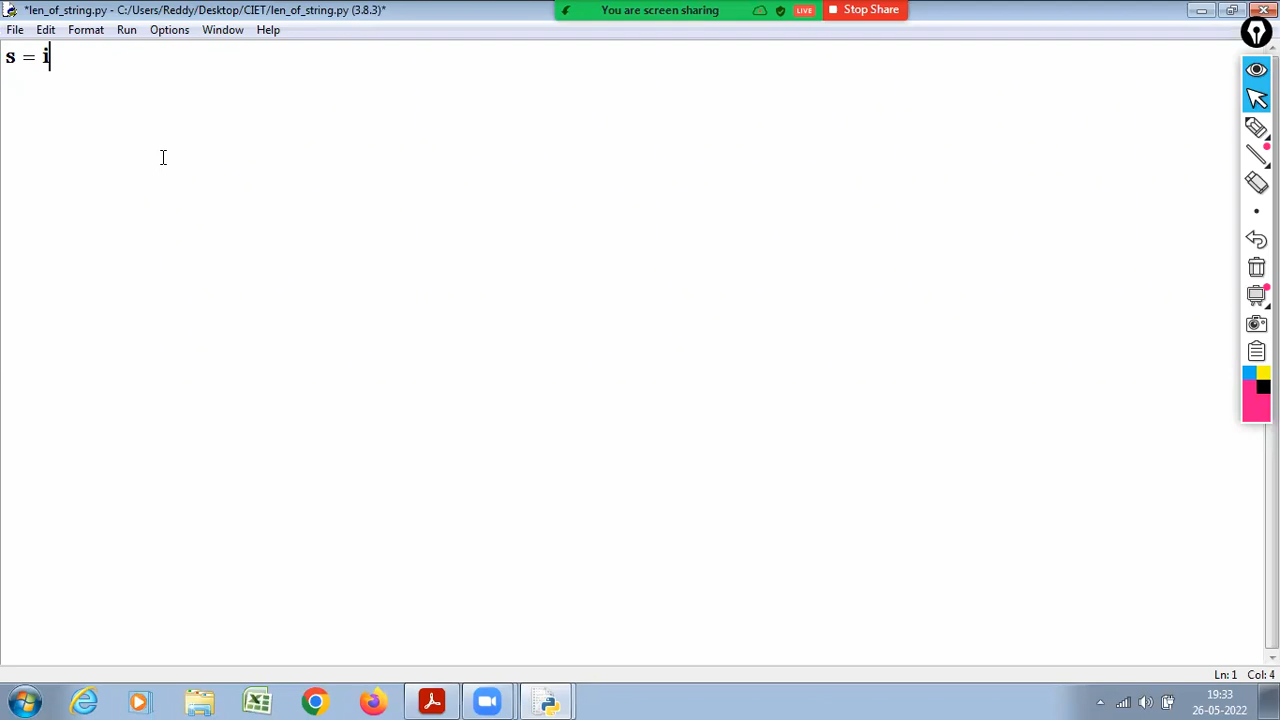 *len_of_string.py - C:/Users/Reddy/Desktop/CIET/len_of_string.py (3.8.3)*
You are screen sharing
LIVE
Stop Share
File Edit Format Run Options Window Help
s = i
Ln: 1 Col: 4
19:33
26-05-2022